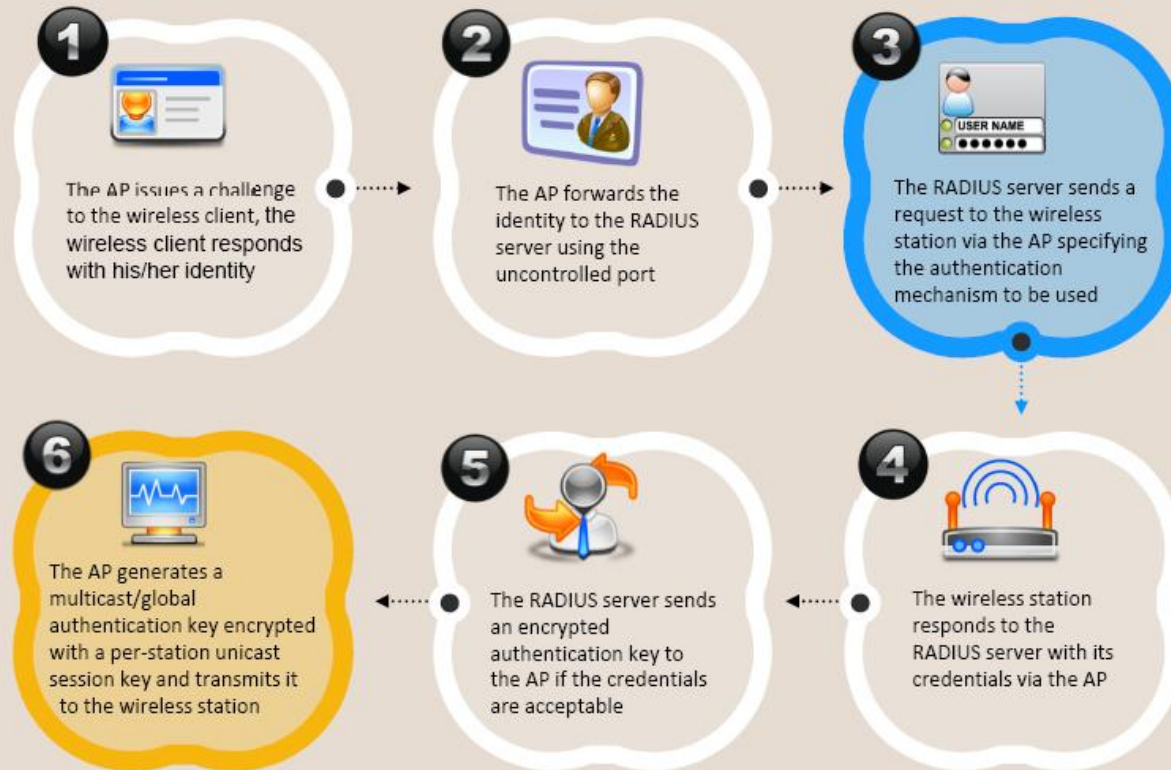 1
The AP issues a challenge
to the wireless client, the
wireless client responds
with his/her identity
2
The AP forwards the
identity to the RADIUS
server using the
uncontrolled port
3
USER NAME
The RADIUS server sends a
request to the wireless
station via the AP specifying
the authentication
mechanism to be used
4
The wireless station
responds to the
RADIUS server with its
credentials via the AP
5
The RADIUS server sends
an encrypted
authentication key to
the AP if the credentials
are acceptable
6
The AP generates a
multicast/global
authentication key encrypted
with a per-station unicast
session key and transmits it
to the wireless station